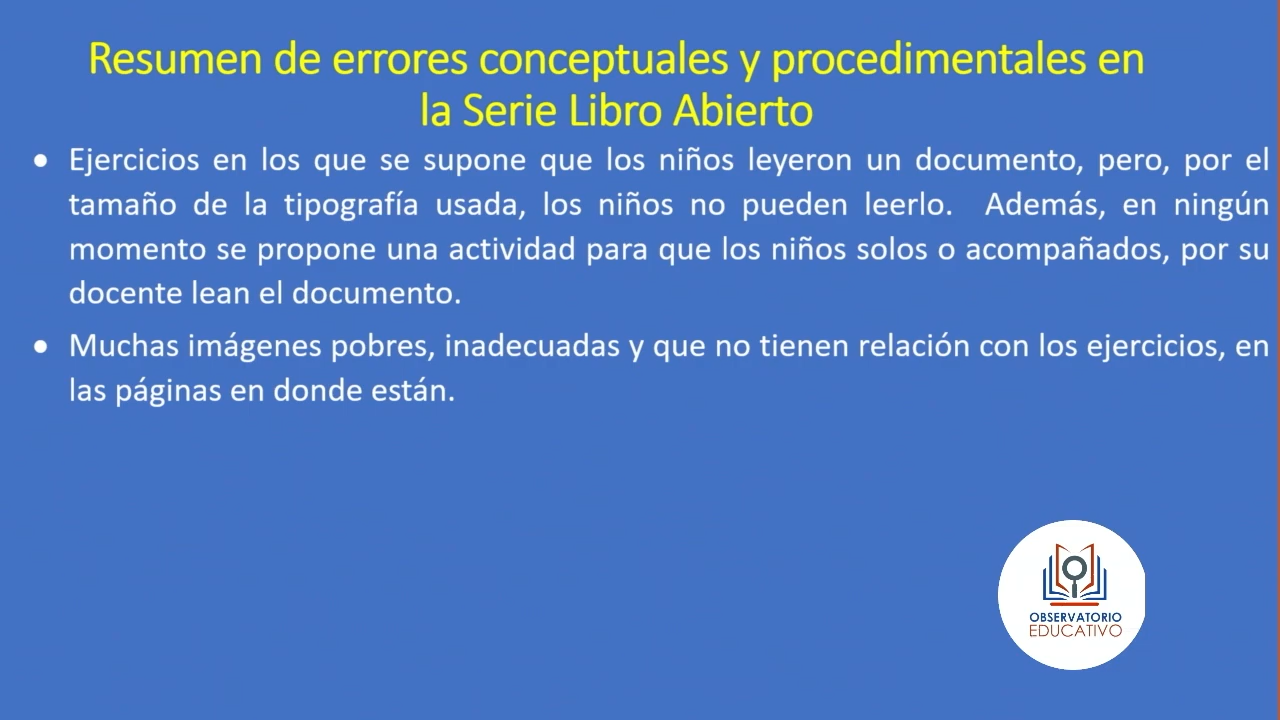 Resumen de errores conceptuales y procedimentales en
la Serie Libro Abierto
• Ejercicios en los que se supone que los niños leyeron un documento, pero, por el
tamaño de la tipografía usada, los niños no pueden leerlo. Además, en ningún
momento se propone una actividad para que los niños solos o acompañados, por su
docente lean el documento.
• Muchas imágenes pobres, inadecuadas y que no tienen relación con los ejercicios, en
las páginas en donde están.
OBSERVATORIO
EDUCATIVO